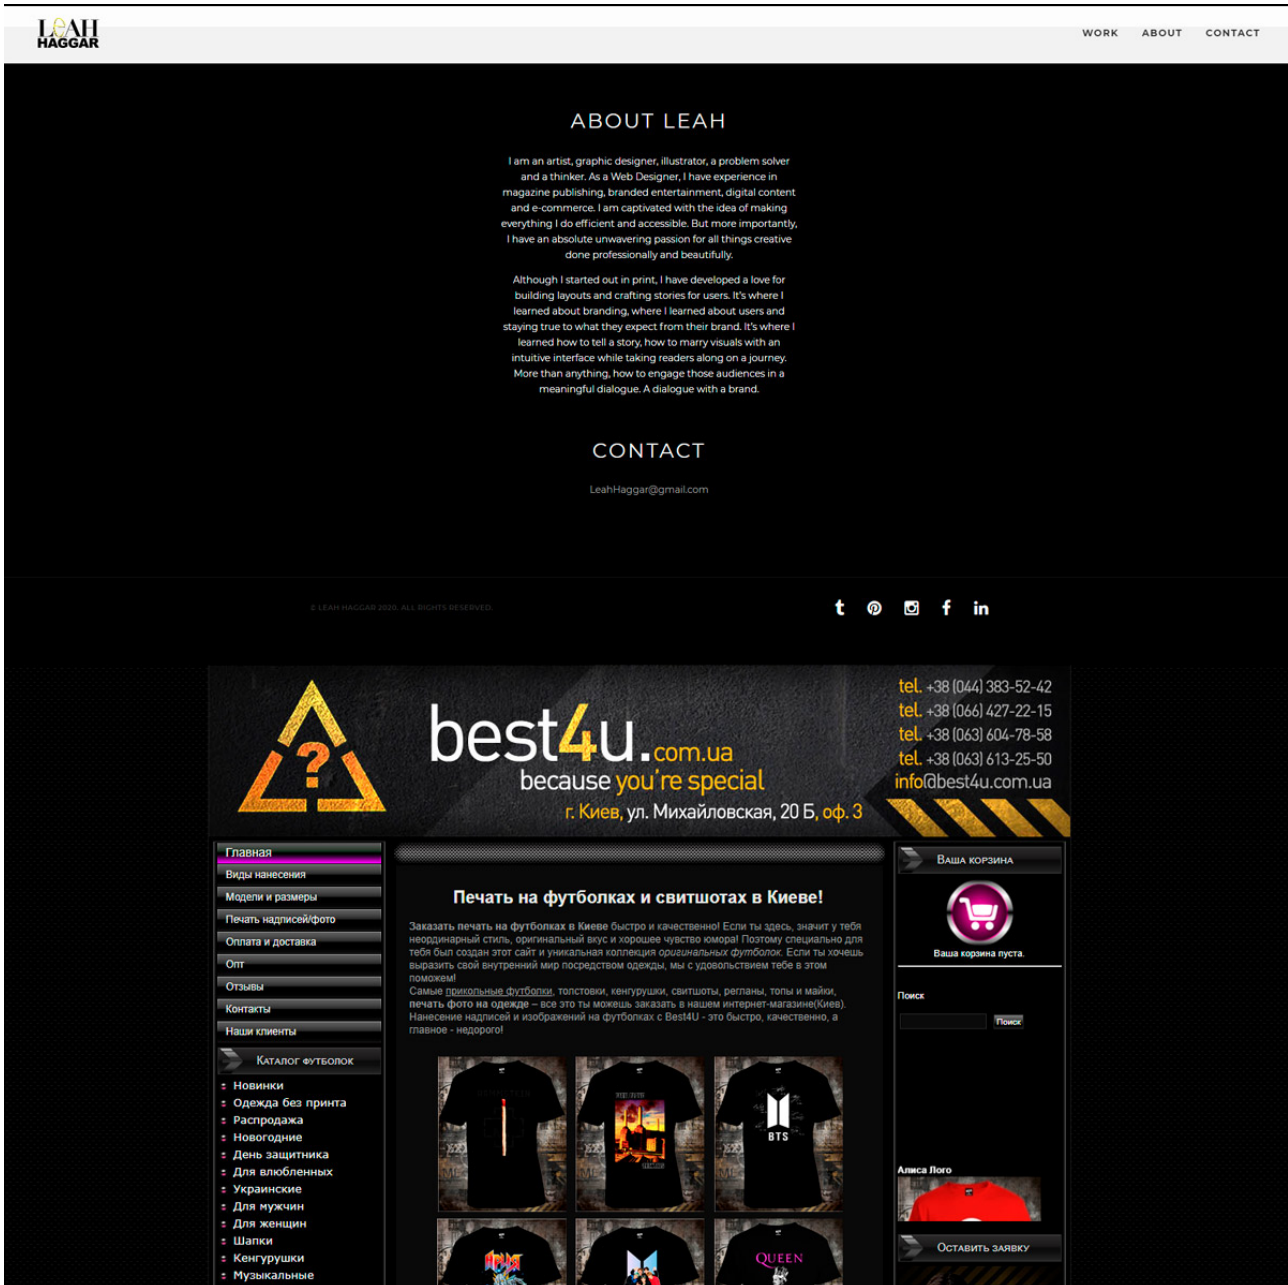 LEAH
HAGGAR
WORK ABOUT CONTACT
ABOUT LEAH
I am an artist, graphic designer, illustrator, a problem solver
and a thinker. As a Web Designer, I have experience in
magazine publishing, branded entertainment, digital content
and e-commerce. I am captivated with the idea of making
everything I do efficient and accessible. But more importantly,
I have an absolute unwavering passion for all things creative
done professionally and beautifully.
Although I started out in print, I have developed a love for
building layouts and crafting stories for users. It's where I
learned about branding, where I learned about users and
staying true to what they expect from their brand. It's where I
learned how to tell a story, how to marry visuals with an
intuitive interface while taking readers along on a journey.
More than anything, how to engage those audiences in a
meaningful dialogue. A dialogue with a brand.
CONTACT
LeahHaggar@gmail.com
© LEAH HAGGAR 2020. ALL RIGHTS RESERVED.
best4u.com.ua
because you're special
г. Киев, ул. Михайловская, 20 Б, оф. 3
tel. +38 (044) 383-52-42
tel. +38 (066) 427-22-15
tel. +38 (063) 604-78-58
tel. +38 (063) 613-25-50
info@best4u.com.ua
Главная
Виды нанесения
Модели и размеры
Печать надписей/фото
Оплата и доставка
Опт
Отзывы
Контакты
Наши клиенты
Каталог футболок
Новинки
Одежда без принта
Распродажа
Новогодние
День защитника
Для влюбленных
Украинские
Для мужчин
Для женщин
Шапки
Кенгурушки
Музыкальные
Печать на футболках и свитшотах в Киеве!
Заказать печать на футболках в Киеве быстро и качественно! Если ты здесь, значит у тебя
неординарный стиль, оригинальный вкус и хорошее чувство юмора! Поэтому специально для
тебя был создан этот сайт и уникальная коллекция оригинальных футболок. Если ты хочешь
выразить свой внутренний мир посредством одежды, мы с удовольствием тебе в этом
поможем!
Самые прикольные футболки, толстовки, кенгурушки, свитшоты, регланы, топы и майки,
печать фото на одежде – все это ты можешь заказать в нашем интернет-магазине(Киев).
Нанесение надписей и изображений на футболках с Best4U - это быстро, качественно, а
главное - недорого!
BTS
АРИЯ
QUEEN
Ваша корзина
Ваша корзина пуста.
Поиск
Поиск
Алиса Лого
Оставить заявку